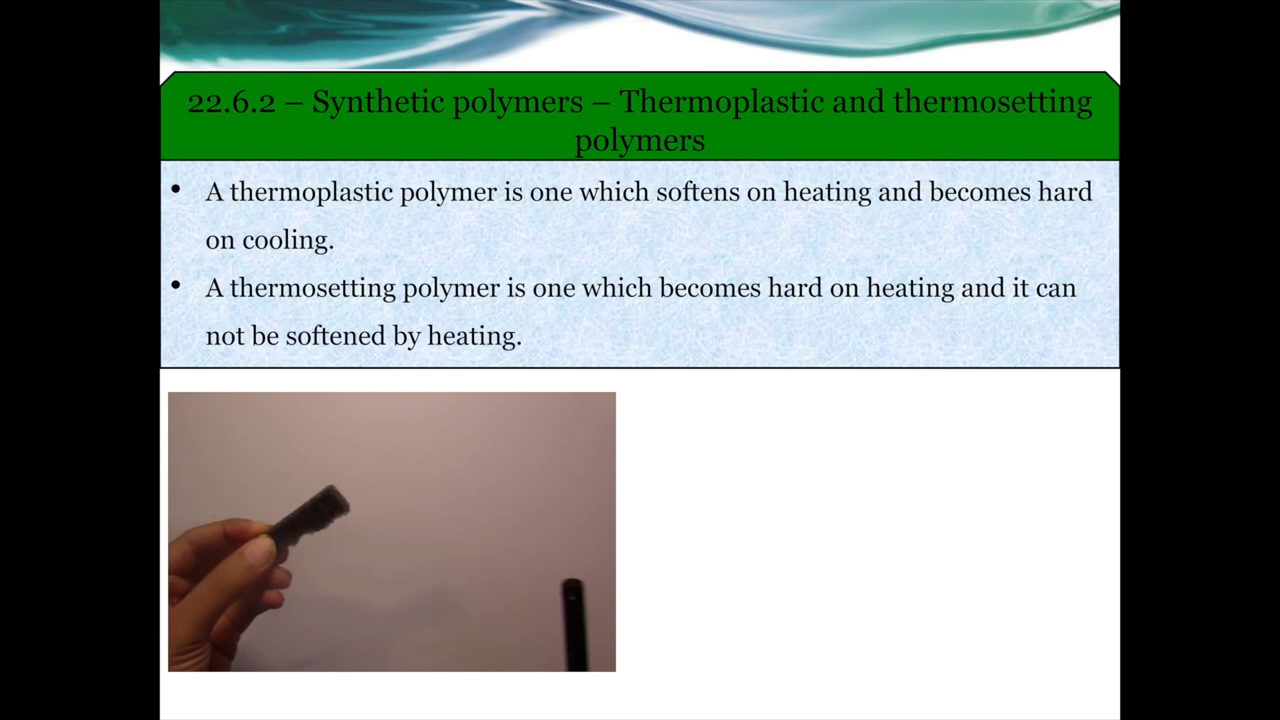 22.6.2 – Synthetic polymers – Thermoplastic and thermosetting
polymers
• A thermoplastic polymer is one which softens on heating and becomes hard
on cooling.
• A thermosetting polymer is one which becomes hard on heating and it can
not be softened by heating.